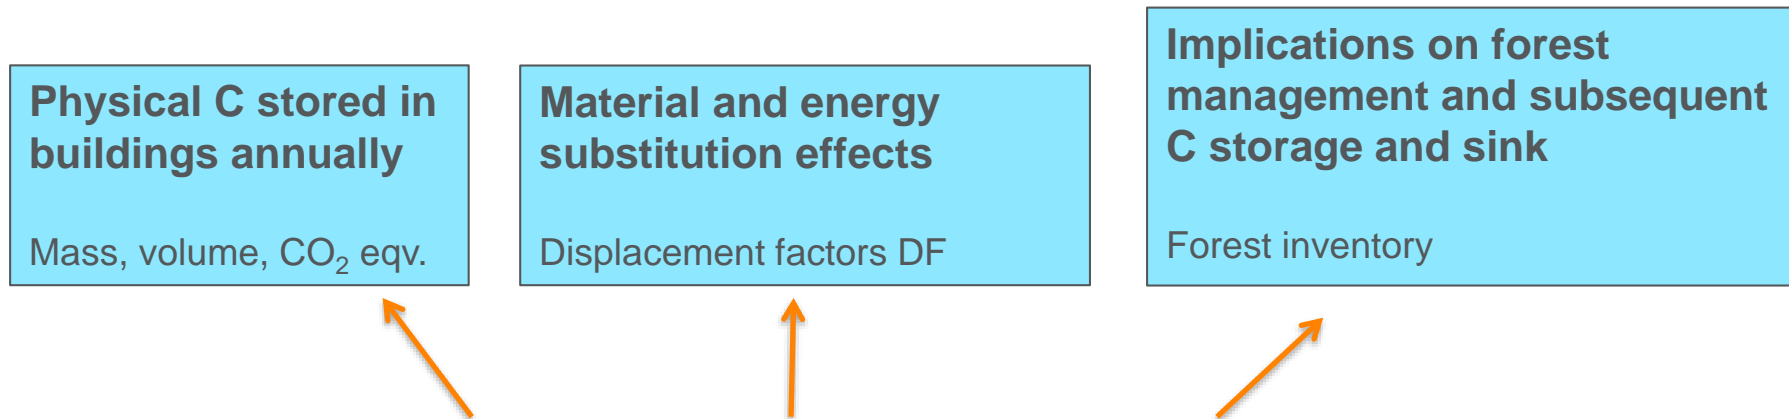 Physical C stored in
buildings annually
Mass, volume, CO₂ eqv.
Material and energy
substitution effects
Displacement factors DF
Implications on forest
management and subsequent
C storage and sink
Forest inventory